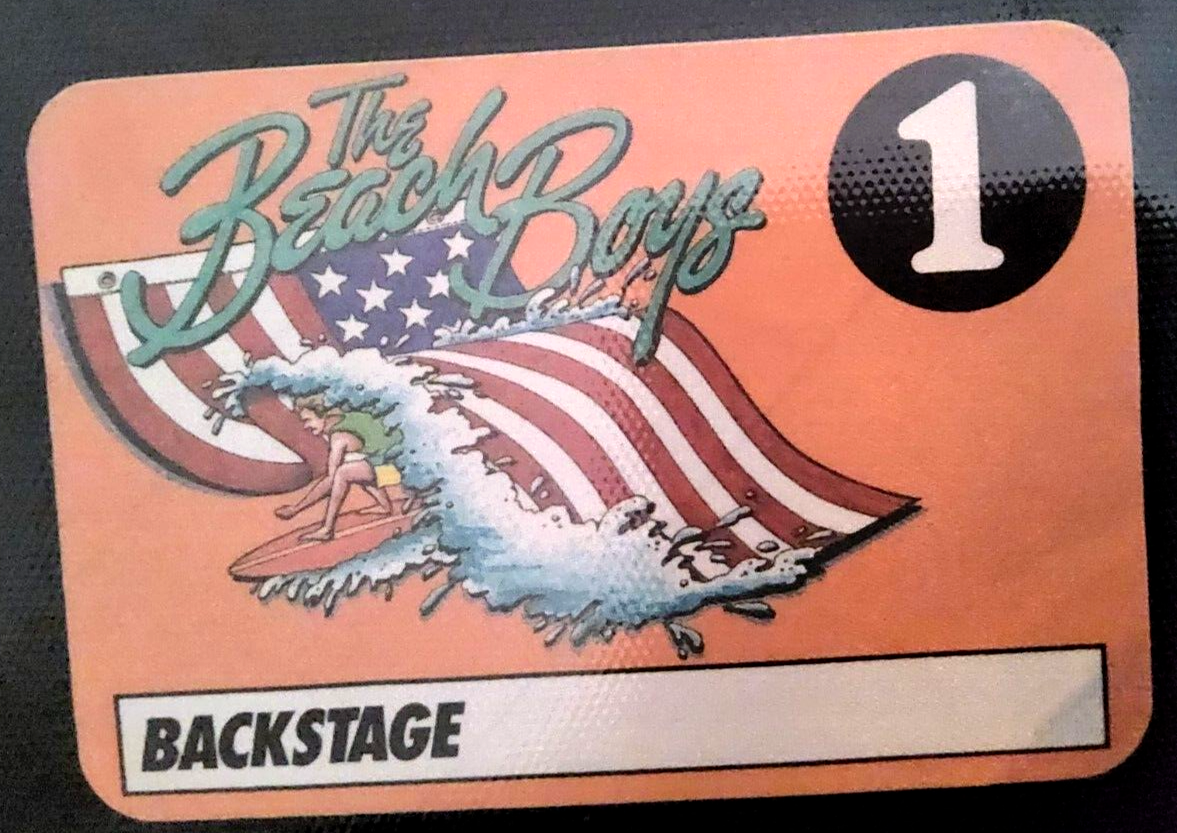 The
Beach Boys
1
BACKSTAGE